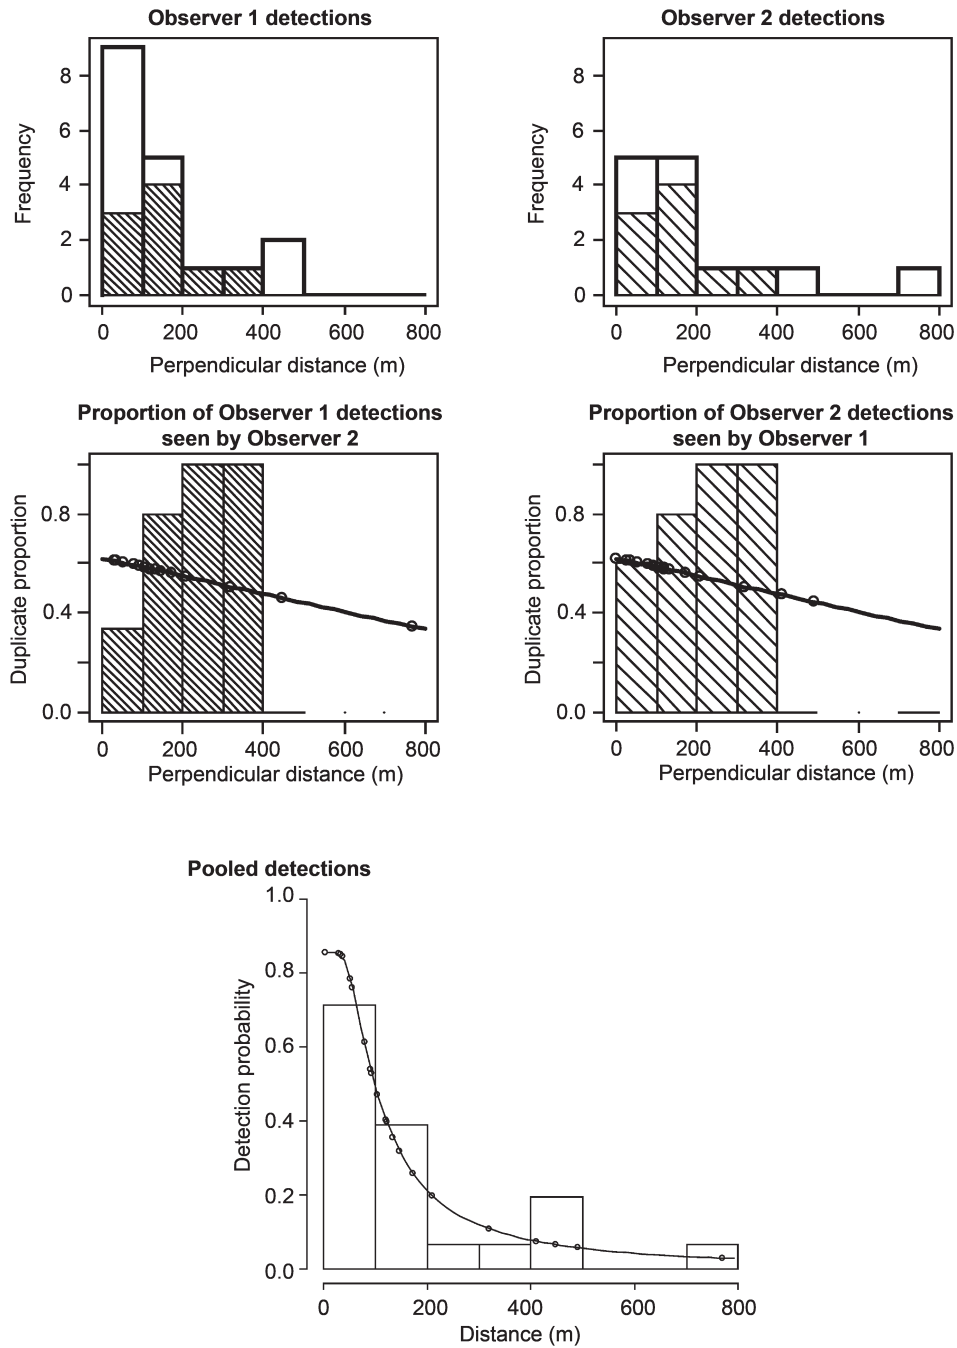 Observer 1 detections
Observer 2 detections
Frequency
8
6
4
2
0
0 200 400 600 800
Perpendicular distance (m)
Frequency
8
6
4
2
0
0 200 400 600 800
Perpendicular distance (m)
Proportion of Observer 1 detections
seen by Observer 2
Duplicate proportion
0.8
0.4
0.0
0 200 400 600 800
Perpendicular distance (m)
Proportion of Observer 2 detections
seen by Observer 1
Duplicate proportion
0.8
0.4
0.0
0 200 400 600 800
Perpendicular distance (m)
Pooled detections
Detection probability
1.0
0.8
0.6
0.4
0.2
0.0
0 200 400 600 800
Distance (m)